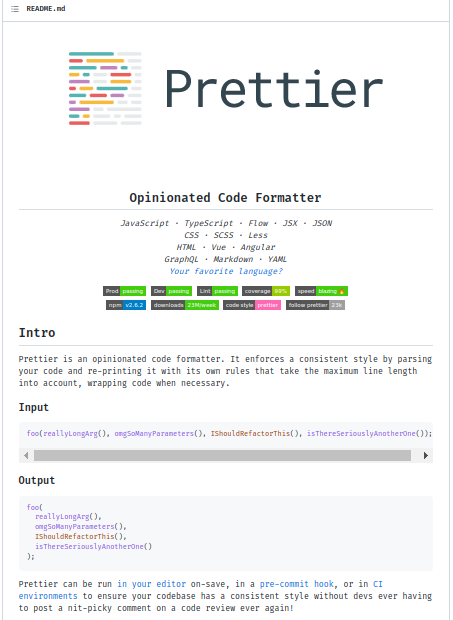 README.md
Prettier
Opinionated Code Formatter
JavaScript · TypeScript · Flow · JSX · JSON
CSS · SCSS · Less
HTML · Vue · Angular
GraphQL · Markdown · YAML
Your favorite language?
Prod passing Dev passing Lint passing coverage 99% speed blazing 🔥
npm v2.6.2 downloads 23M/week code style prettier follow prettier 23k
Intro
Prettier is an opinionated code formatter. It enforces a consistent style by parsing
your code and re-printing it with its own rules that take the maximum line length
into account, wrapping code when necessary.
Input
foo(reallyLongArg(), omgSoManyParameters(), IShouldRefactorThis(), isThereSeriouslyAnotherOne());
Output
foo(
  reallyLongArg(),
  omgSoManyParameters(),
  IShouldRefactorThis(),
  isThereSeriouslyAnotherOne()
);
Prettier can be run in your editor on-save, in a pre-commit hook, or in CI
environments to ensure your codebase has a consistent style without devs ever having
to post a nit-picky comment on a code review ever again!